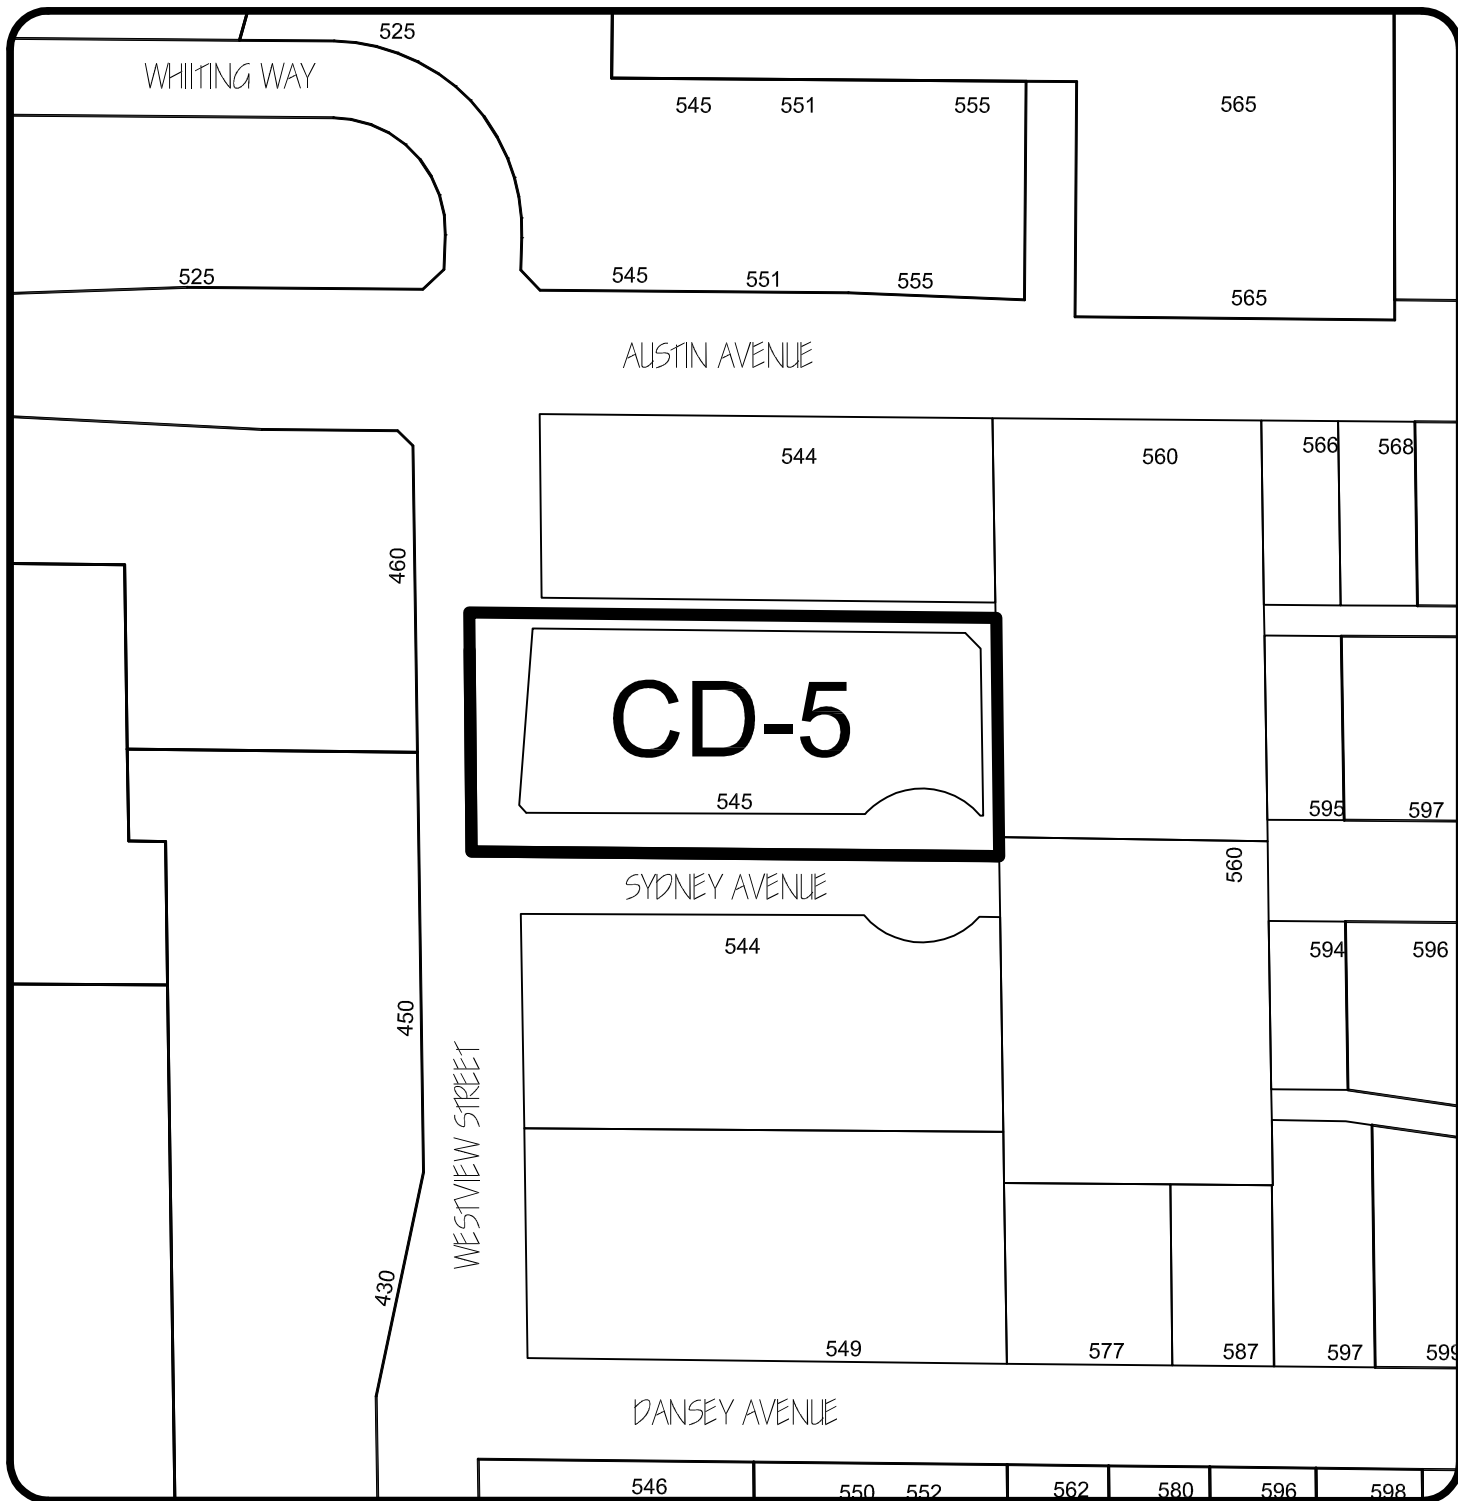 525
WHIITING WAY
545 551 555 565
525 545 551 555 565
AUSTIN AVENUE
544 560 566 568
460
CD-5
545 595 597
560
SYDNEY AVENUE
544 594 596
450
WESTVIEW STREET
430
549 577 587 597 599
DANSEY AVENUE
546 550 552 562 580 596 598